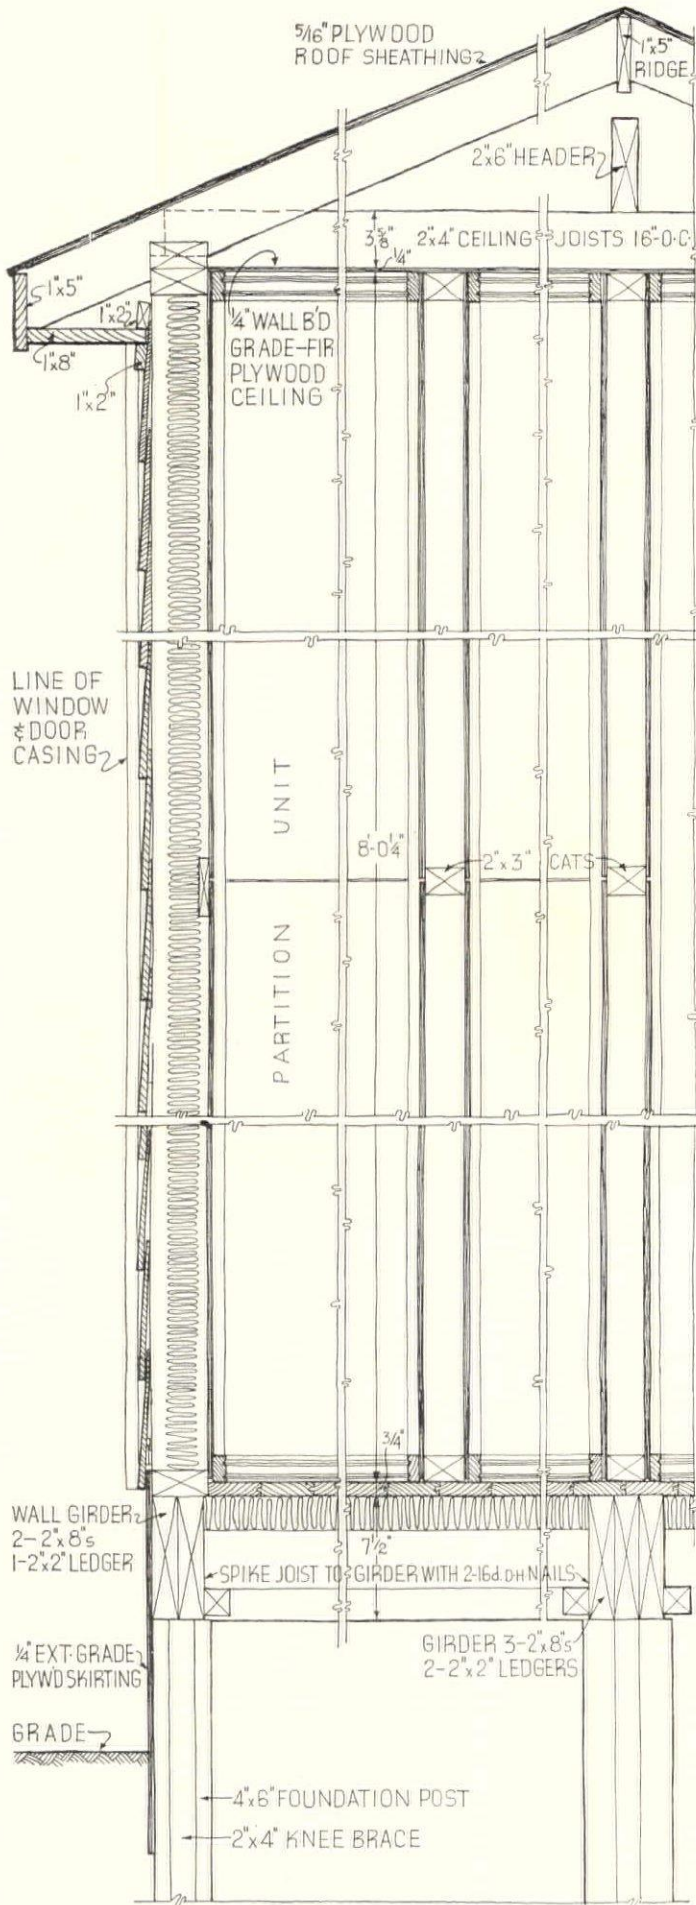 5/16" PLYWOOD
ROOF SHEATHING
1"x5"
RIDGE
2"x6" HEADER
3 5/8"
2"x4" CEILING JOISTS 16"O.C.
1/4"
1"x5"
1"x2"
1"x8"
1"x2"
1/4" WALL B'D
GRADE-FIR
PLYWOOD
CEILING
LINE OF
WINDOW
& DOOR
CASING
PARTITION UNIT
8'-0 1/4"
2"x3" CATS
3/4"
WALL GIRDER
2-2"x8"s
1-2"x2" LEDGER
7 1/2"
SPIKE JOIST TO GIRDER WITH 2-16d. D.H. NAILS
GIRDER 3-2"x8's
2-2"x2" LEDGERS
1/4" EXT. GRADE
PLYW'D SKIRTING
GRADE
4"x6" FOUNDATION POST
2"x4" KNEE BRACE